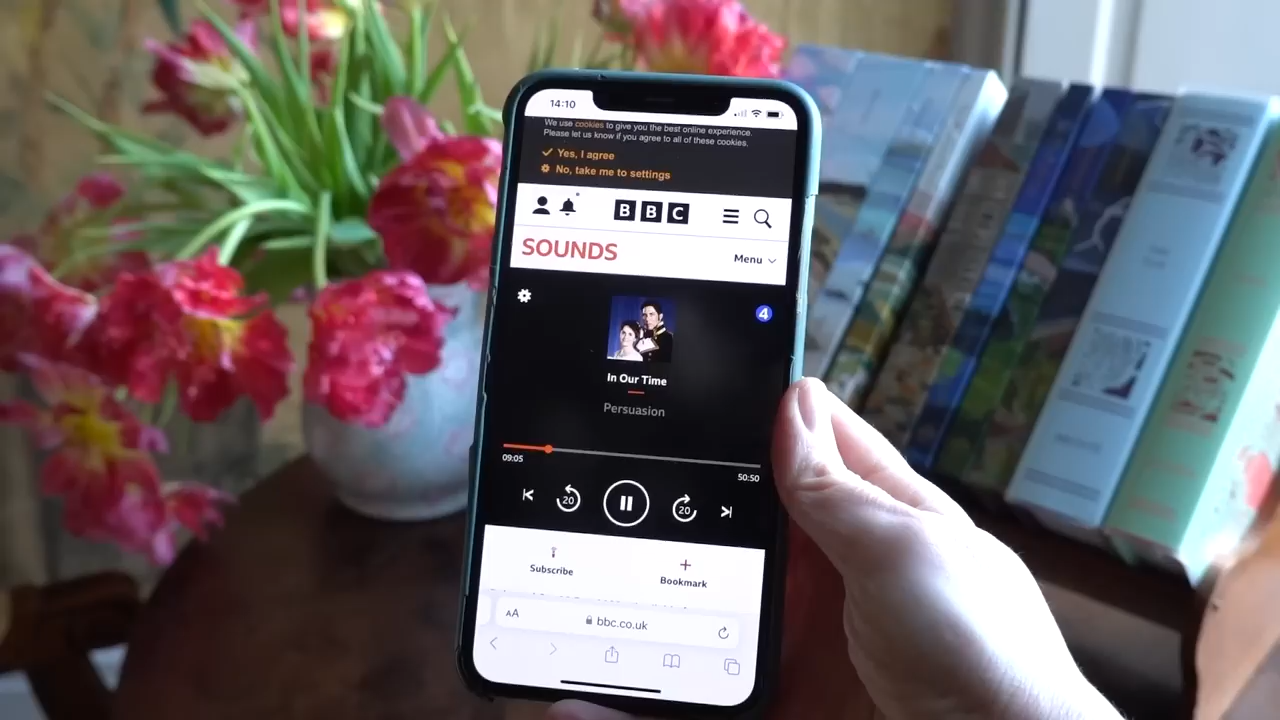 14:10
We use cookies to give you the best online experience.
Please let us know if you agree to all of these cookies.
Yes, I agree
No, take me to settings
BBC
SOUNDS
Menu
4
In Our Time
Persuasion
09:05
50:50
20
20
Subscribe
Bookmark
AA
bbc.co.uk